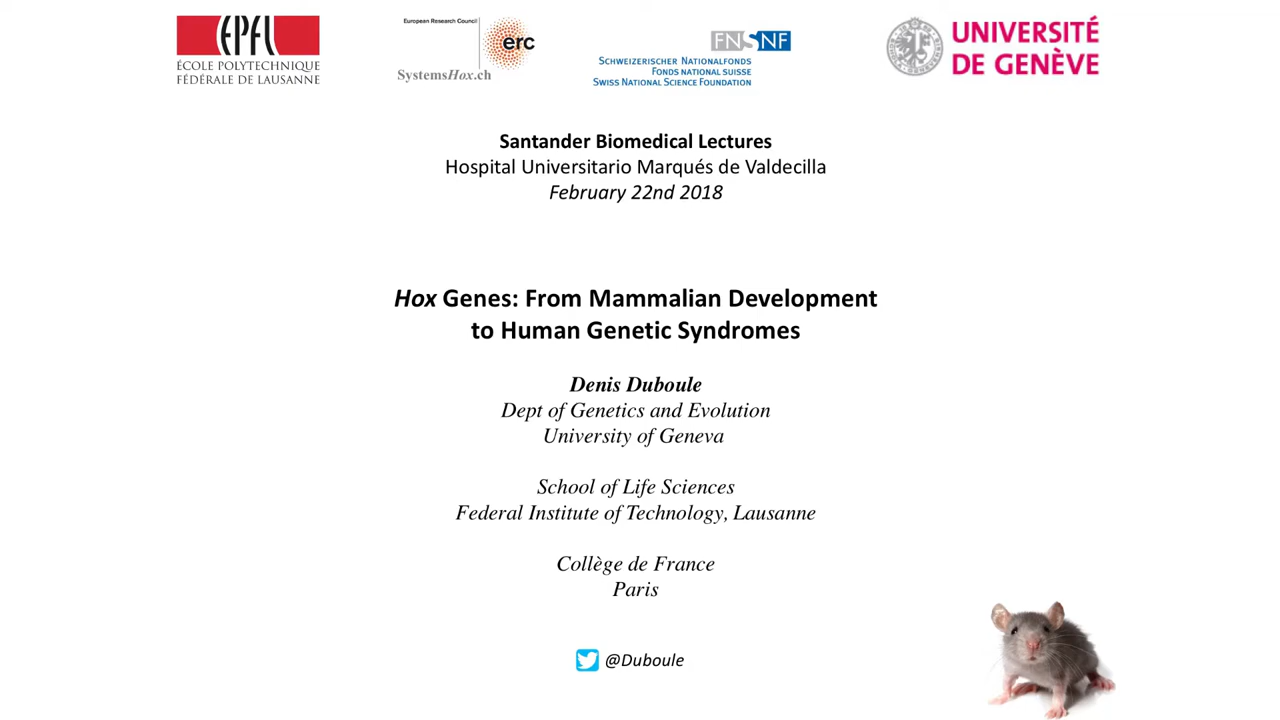 EPFL
ÉCOLE POLYTECHNIQUE
FÉDÉRALE DE LAUSANNE
European Research Council
erc
SystemsHox.ch
FNSNF
SCHWEIZERISCHER NATIONALFONDS
FONDS NATIONAL SUISSE
SWISS NATIONAL SCIENCE FOUNDATION
UNIVERSITÉ
DE GENÈVE
Santander Biomedical Lectures
Hospital Universitario Marqués de Valdecilla
February 22nd 2018
Hox Genes: From Mammalian Development
to Human Genetic Syndromes
Denis Duboule
Dept of Genetics and Evolution
University of Geneva
School of Life Sciences
Federal Institute of Technology, Lausanne
Collège de France
Paris
@Duboule